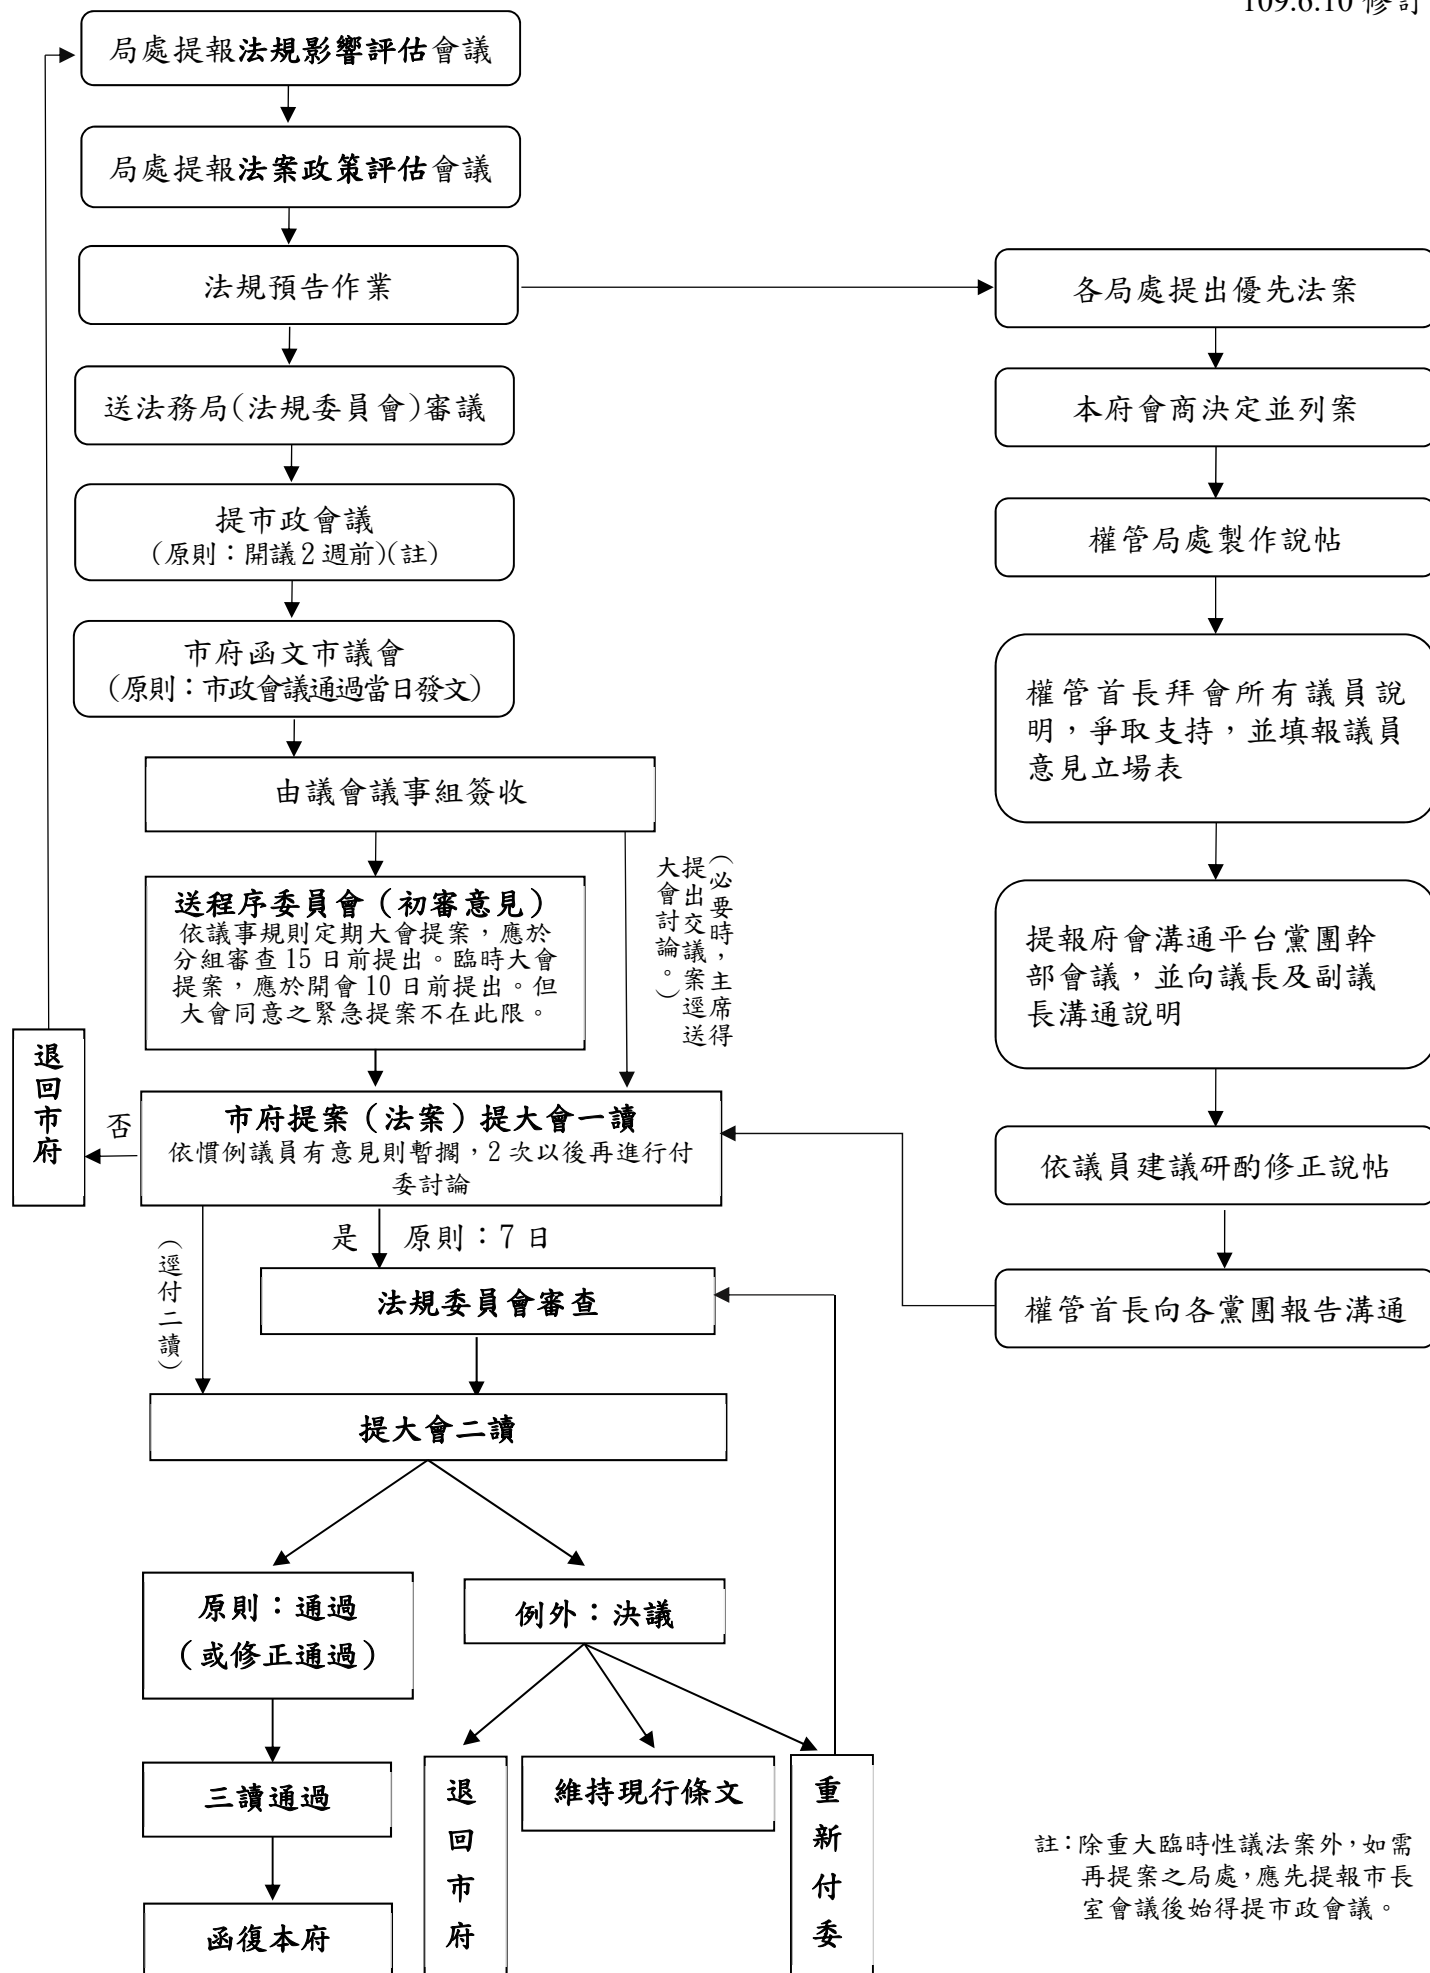 109.6.10 修訂
局處提報法規影響評估會議
局處提報法案政策評估會議
法規預告作業
送法務局(法規委員會)審議
提市政會議
(原則：開議2週前)(註)
市府函文市議會
(原則：市政會議通過當日發文)
由議會議事組簽收
(必要時，主席得
提出交議案逕送
大會討論。)
送程序委員會（初審意見）
依議事規則定期大會提案，應於
分組審查15日前提出。臨時大會
提案，應於開會10日前提出。但
大會同意之緊急提案不在此限。
退回市府
否
市府提案（法案）提大會一讀
依慣例議員有意見則暫擱，2次以後再進行付
委討論
是 原則：7日
(逕付二讀)
法規委員會審查
提大會二讀
原則：通過
（或修正通過）
例外：決議
三讀通過
函復本府
退回市府
維持現行條文
重新付委
各局處提出優先法案
本府會商決定並列案
權管局處製作說帖
權管首長拜會所有議員說
明，爭取支持，並填報議員
意見立場表
提報府會溝通平台黨團幹
部會議，並向議長及副議
長溝通說明
依議員建議研酌修正說帖
權管首長向各黨團報告溝通
註：除重大臨時性議法案外，如需
再提案之局處，應先提報市長
室會議後始得提市政會議。